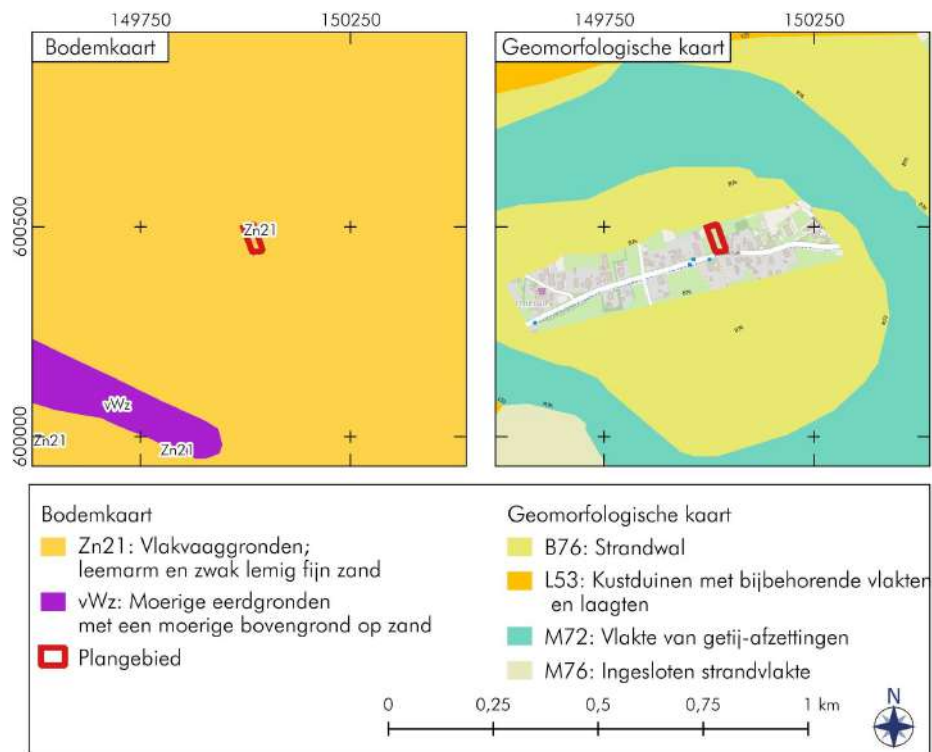 149750 150250 149750 150250
Bodemkaart
Geomorfologische kaart
600500
600000
Zn21
vWz
Zn21
Zn21
Bodemkaart
Zn21: Vlakvaaggronden;
leemarm en zwak lemig fijn zand
vWz: Moerige eerdgronden
met een moerige bovengrond op zand
Plangebied
Geomorfologische kaart
B76: Strandwal
L53: Kustduinen met bijbehorende vlakten
en laagten
M72: Vlakte van getij-afzettingen
M76: Ingesloten strandvlakte
0 0,25 0,5 0,75 1 km
N